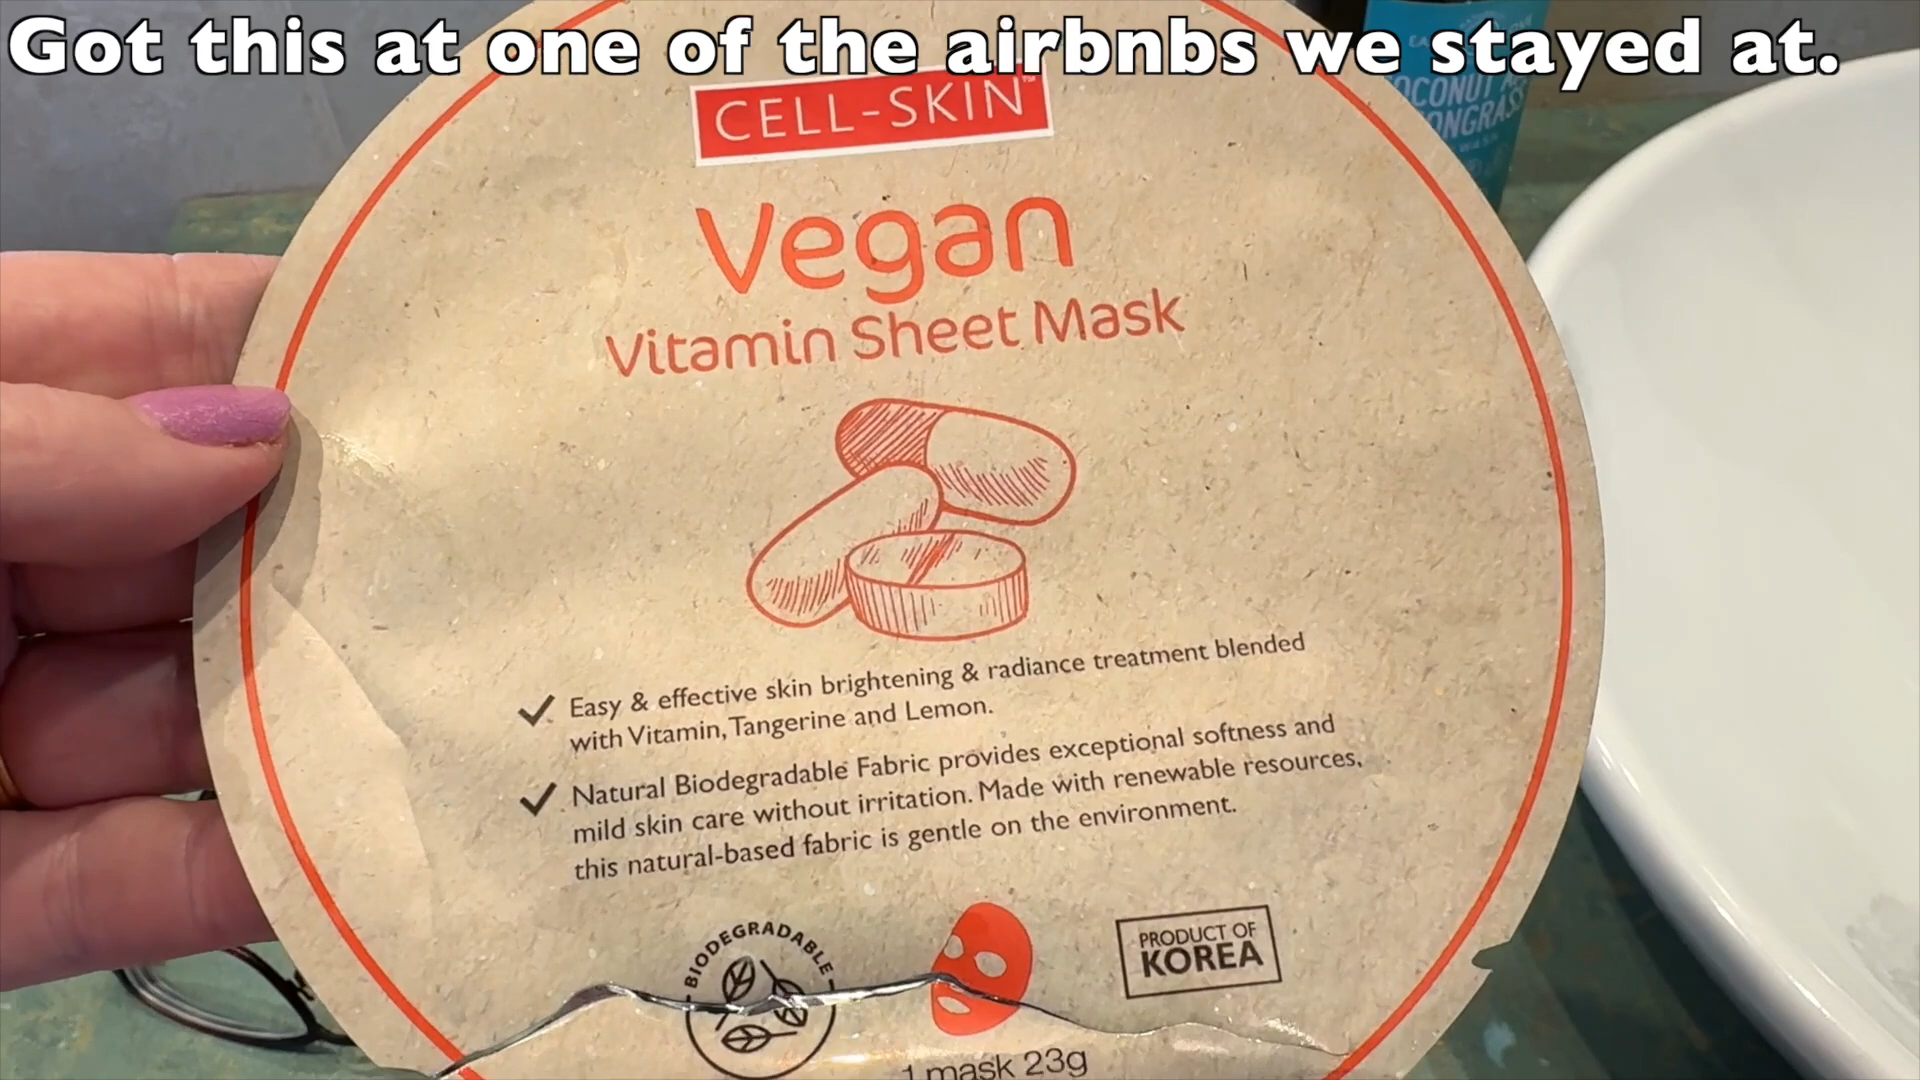 Got this at one of the airbnbs we stayed at.
CELL-SKIN™
Vegan
Vitamin Sheet Mask
Easy & effective skin brightening & radiance treatment blended
with Vitamin, Tangerine and Lemon.
Natural Biodegradable Fabric provides exceptional softness and
mild skin care without irritation. Made with renewable resources,
this natural-based fabric is gentle on the environment.
BIODEGRADABLE
PRODUCT OF
KOREA
1 mask 23g
WASH